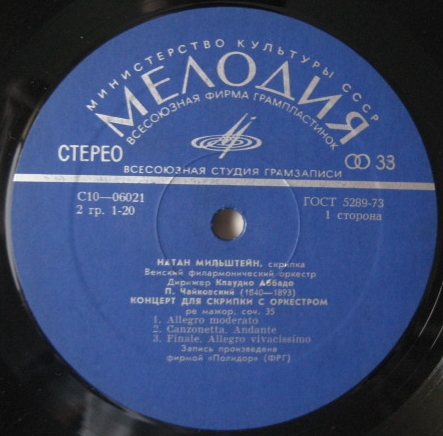 МИНИСТЕРСТВО КУЛЬТУРЫ СССР
МЕЛОДИЯ
ВСЕСОЮЗНАЯ ФИРМА ГРАМПЛАСТИНОК
СТЕРЕО
33
ВСЕСОЮЗНАЯ СТУДИЯ ГРАМЗАПИСИ
С10—06021
ГОСТ 5289-73
2 гр. 1-20
1 сторона
НАТАН МИЛЬШТЕЙН, скрипка
Венский филармонический оркестр
Дирижер Клаудио Аббадо
П. Чайковский (1840—1893)
КОНЦЕРТ ДЛЯ СКРИПКИ С ОРКЕСТРОМ
ре мажор, соч. 35
1. Allegro moderato
2. Canzonetta. Andante
3. Finale. Allegro vivacissimo
Запись произведена
фирмой «Полидор» (ФРГ)